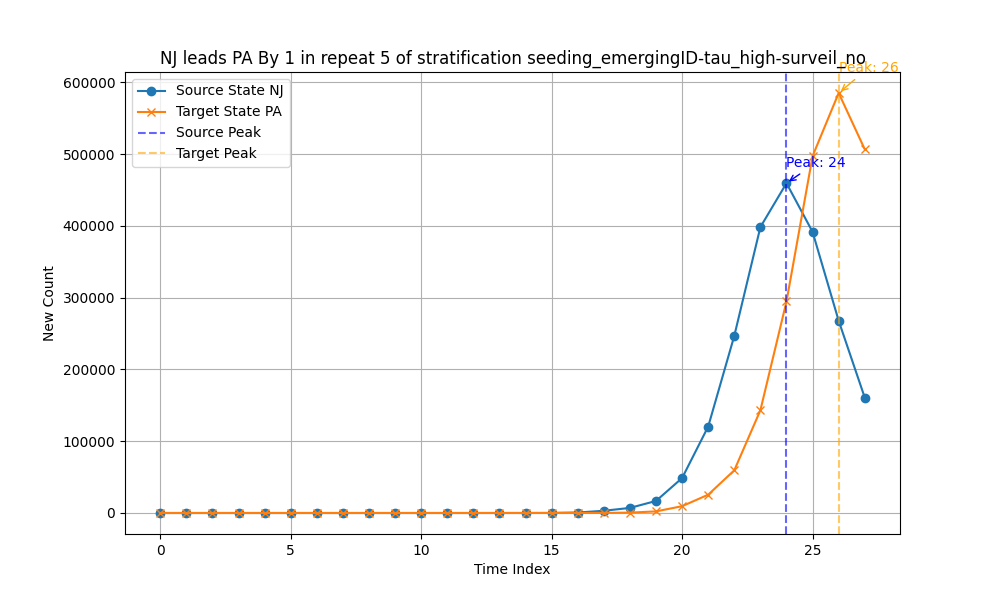 NJ leads PA By 1 in repeat 5 of stratification seeding_emergingID-tau_high-surveil_no
Peak: 26
Source State NJ
Target State PA
Source Peak
Target Peak
Peak: 24
600000
500000
400000
300000
200000
100000
0
New Count
0 5 10 15 20 25
Time Index